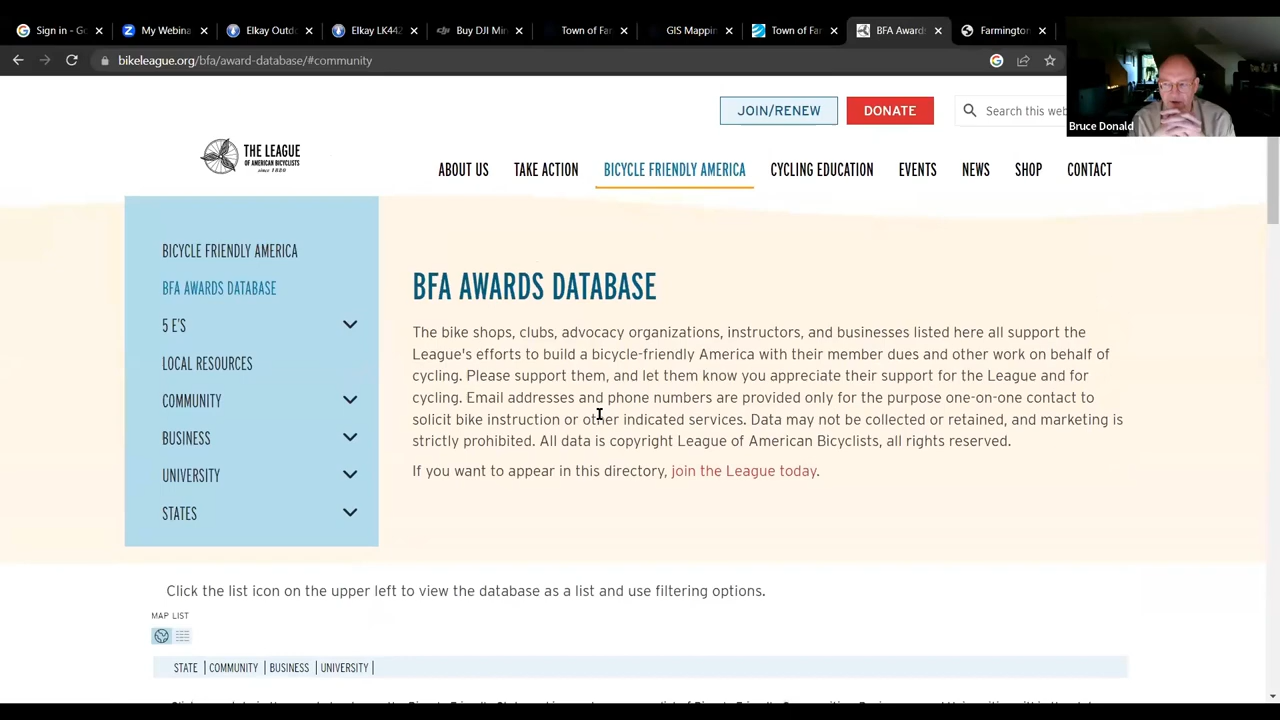 Sign in - Go
My Webina
Elkay Outd
Elkay LK442
Buy DJI Min
Town of Far
GIS Mappin
Town of Far
BFA Awards
Farmington
bikeleague.org/bfa/award-database/#community
Bruce Donald
JOIN/RENEW
DONATE
Search this web
THE LEAGUE
OF AMERICAN BICYCLISTS
since 1880
ABOUT US
TAKE ACTION
BICYCLE FRIENDLY AMERICA
CYCLING EDUCATION
EVENTS
NEWS
SHOP
CONTACT
BICYCLE FRIENDLY AMERICA
BFA AWARDS DATABASE
5 E'S
LOCAL RESOURCES
COMMUNITY
BUSINESS
UNIVERSITY
STATES
BFA AWARDS DATABASE
The bike shops, clubs, advocacy organizations, instructors, and businesses listed here all support the
League's efforts to build a bicycle-friendly America with their member dues and other work on behalf of
cycling. Please support them, and let them know you appreciate their support for the League and for
cycling. Email addresses and phone numbers are provided only for the purpose one-on-one contact to
solicit bike instruction or other indicated services. Data may not be collected or retained, and marketing is
strictly prohibited. All data is copyright League of American Bicyclists, all rights reserved.
If you want to appear in this directory, join the League today.
Click the list icon on the upper left to view the database as a list and use filtering options.
MAP LIST
STATE | COMMUNITY | BUSINESS | UNIVERSITY |